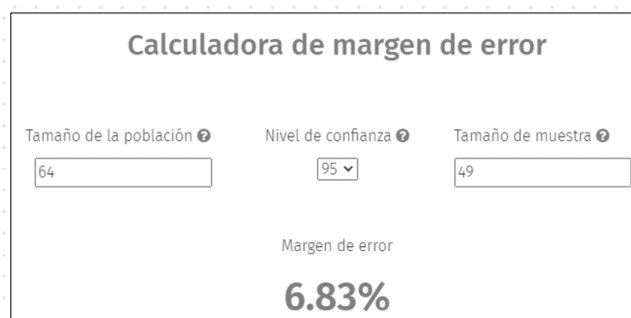 Calculadora de margen de error
Tamaño de la población Nivel de confianza Tamaño de muestra
64 95 49
Margen de error
6.83%